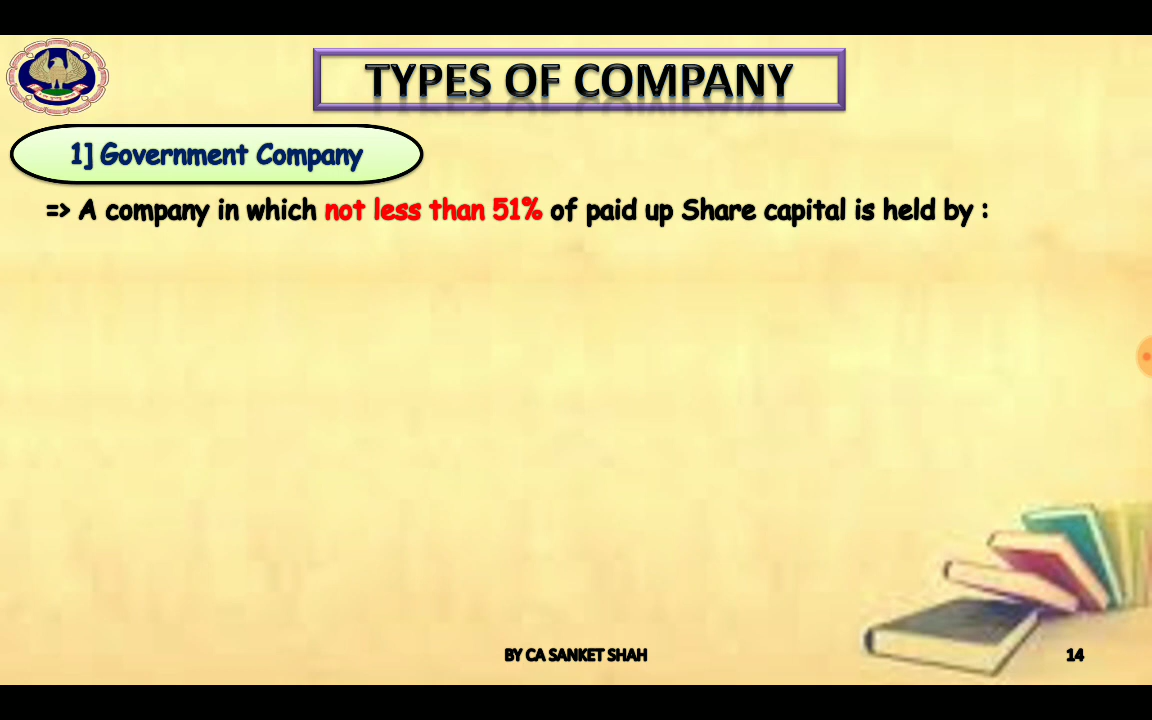 TYPES OF COMPANY
1] Government Company
=> A company in which not less than 51% of paid up Share capital is held by :
BY CA SANKET SHAH
14